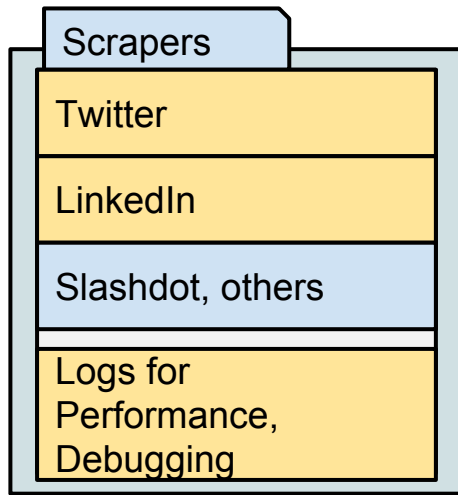 Scrapers
Twitter
LinkedIn
Slashdot, others
Logs for
Performance,
Debugging